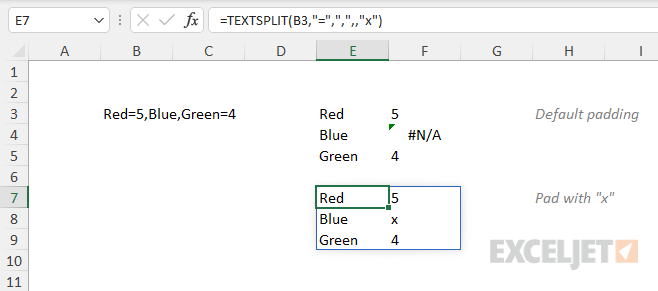 E7 fx =TEXTSPLIT(B3,"=",",",,"x")
A B C D E F G H I
1
2
3 Red=5,Blue,Green=4 Red 5 Default padding
4 Blue #N/A
5 Green 4
6
7 Red 5 Pad with "x"
8 Blue x
9 Green 4
10 EXCELJET
11